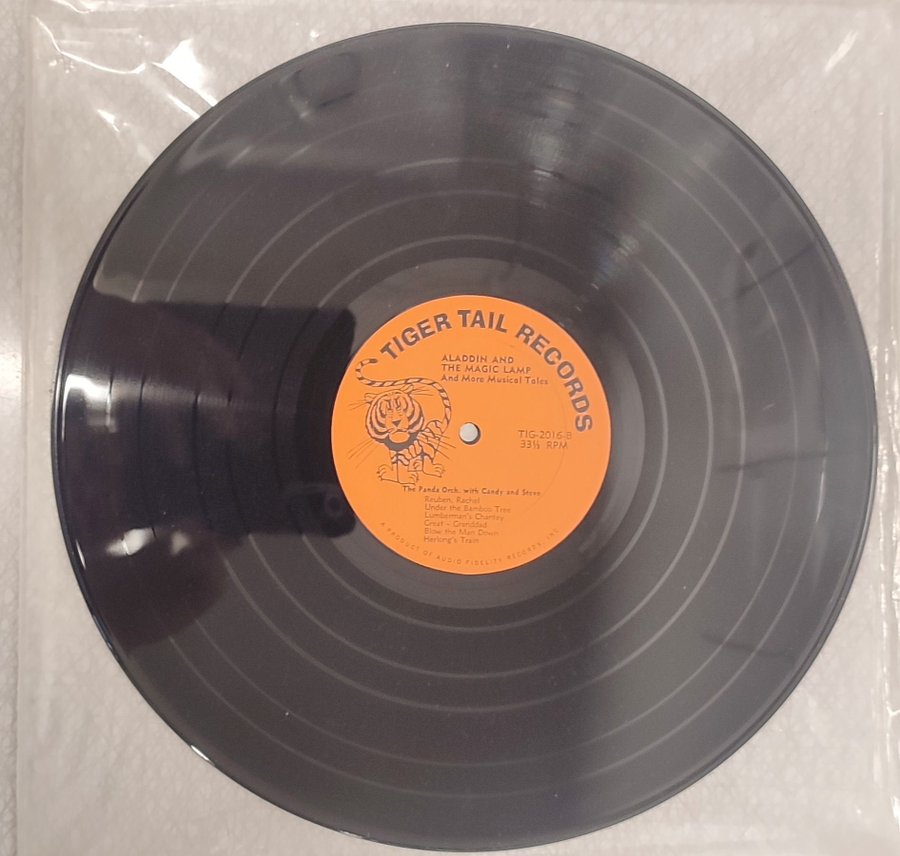 TIGER TAIL RECORDS
ALADDIN AND
THE MAGIC LAMP
And More Musical Tales
TIG-2016-B
33⅓ RPM
The Panda Orch. with Candy and Steve
Reuben, Rachel
Under the Bamboo Tree
Lumberman's Chantey
Great - Granddad
Blow the Man Down
Herlong's Train
A PRODUCT OF AUDIO FIDELITY RECORDS, INC.